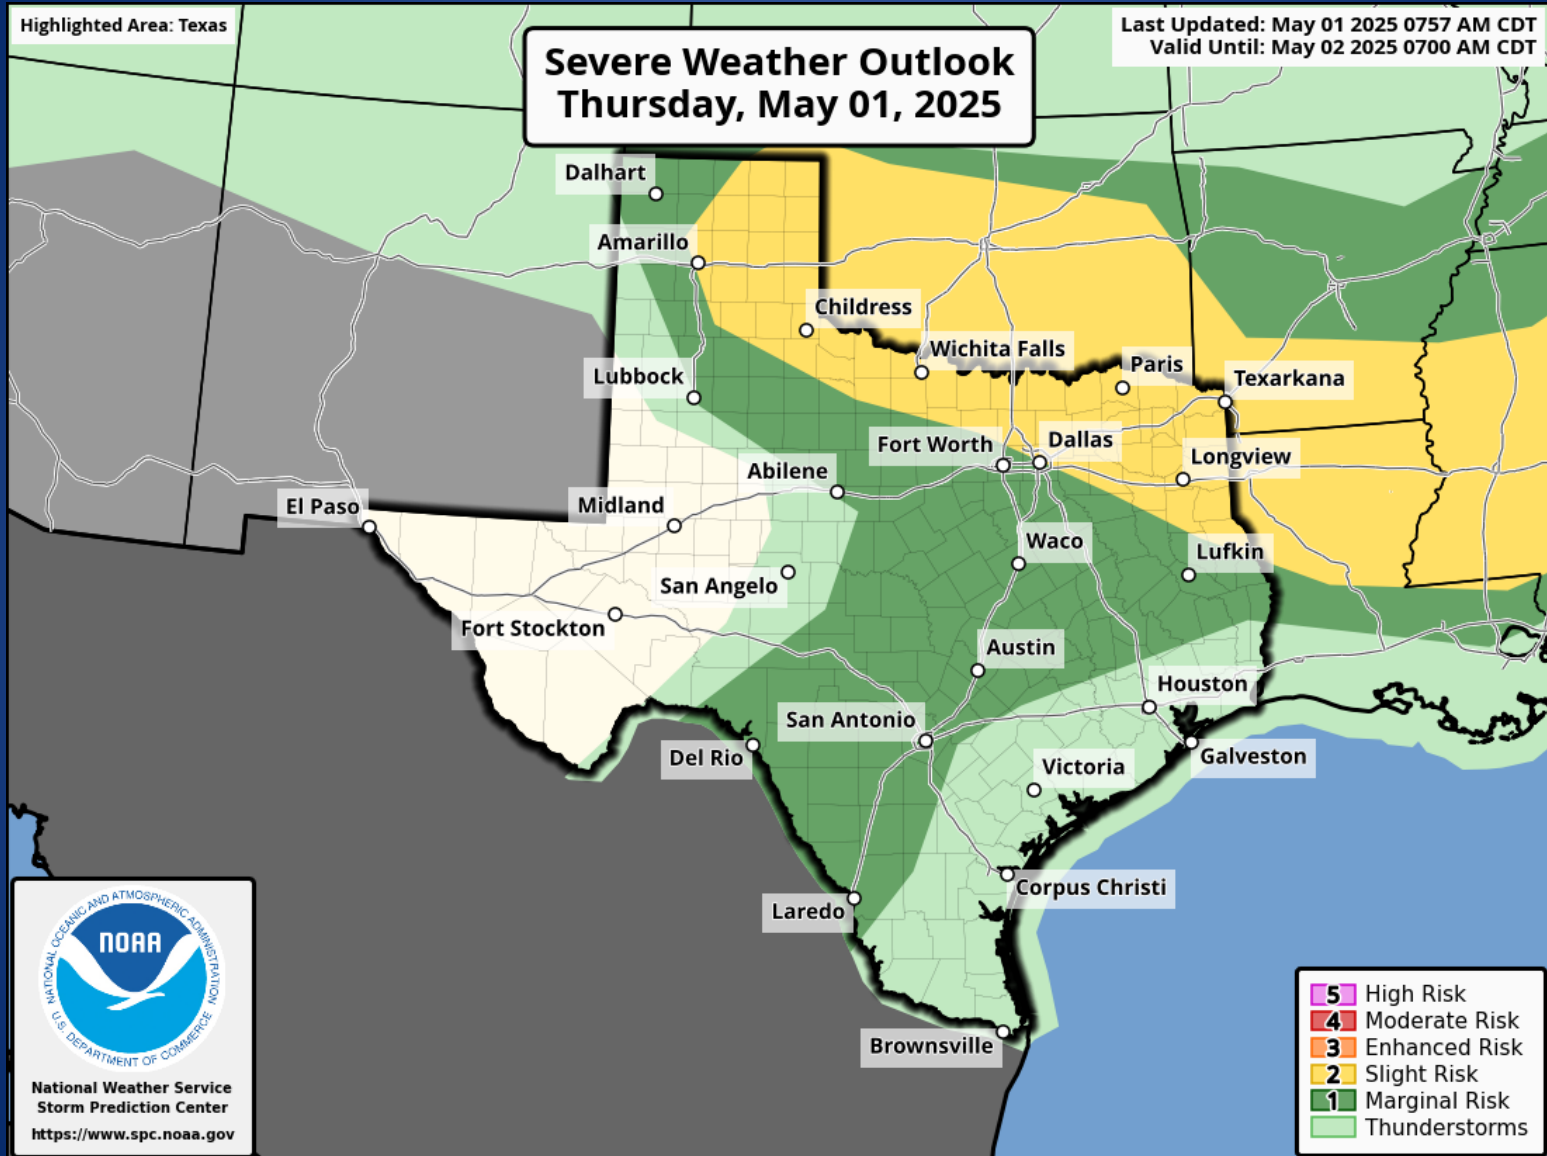 Highlighted Area: Texas
Severe Weather Outlook
Thursday, May 01, 2025
Last Updated: May 01 2025 0757 AM CDT
Valid Until: May 02 2025 0700 AM CDT
Dalhart
Amarillo
Childress
Wichita Falls
Paris
Texarkana
Lubbock
Fort Worth
Dallas
Longview
Abilene
El Paso
Midland
Waco
Lufkin
San Angelo
Fort Stockton
Austin
Houston
San Antonio
Del Rio
Galveston
Victoria
Corpus Christi
Laredo
Brownsville
NATIONAL OCEANIC AND ATMOSPHERIC ADMINISTRATION
NOAA
U.S. DEPARTMENT OF COMMERCE
National Weather Service
Storm Prediction Center
https://www.spc.noaa.gov
5 High Risk
4 Moderate Risk
3 Enhanced Risk
2 Slight Risk
1 Marginal Risk
Thunderstorms